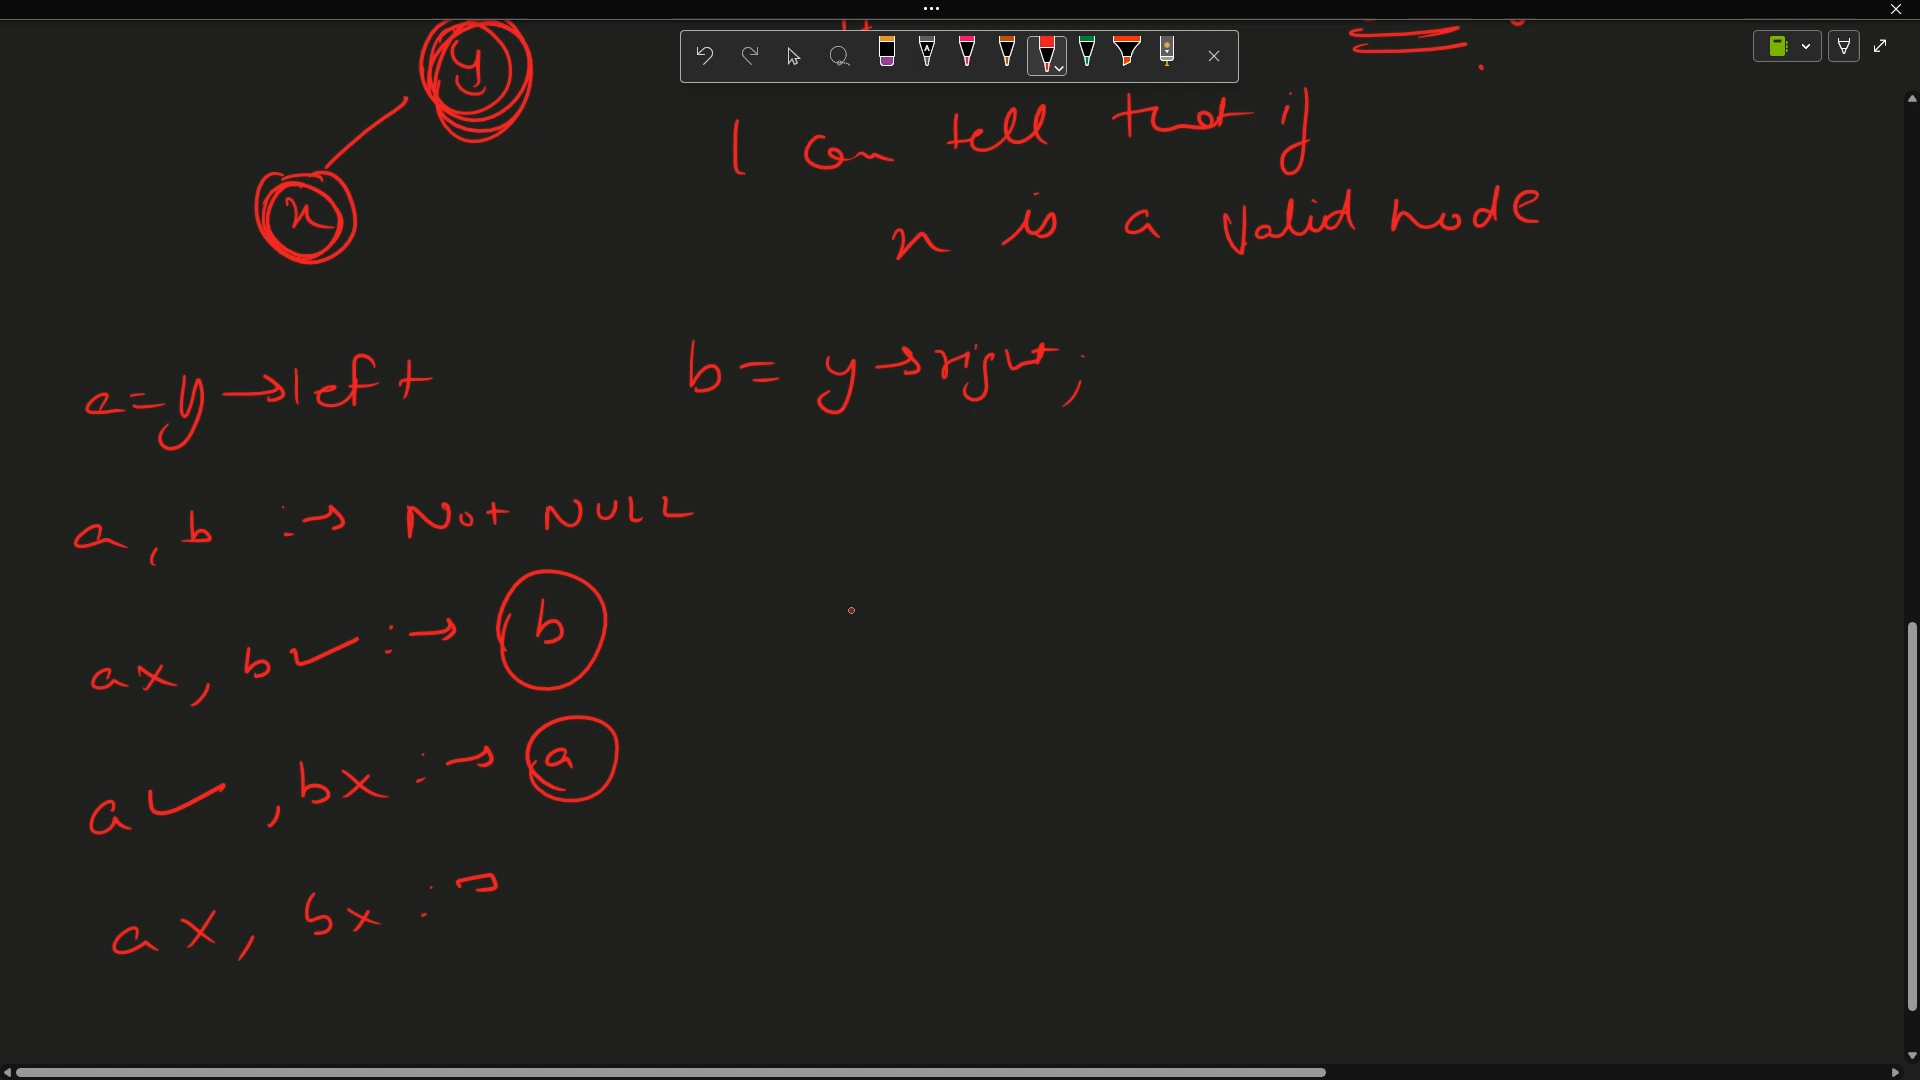 y
I can tell that if
x
x is a valid node
a = y → left
b = y → right;
a, b :→ Not NULL
ax, b✓ :→ b
a✓, bx :→ a
ax, bx :→